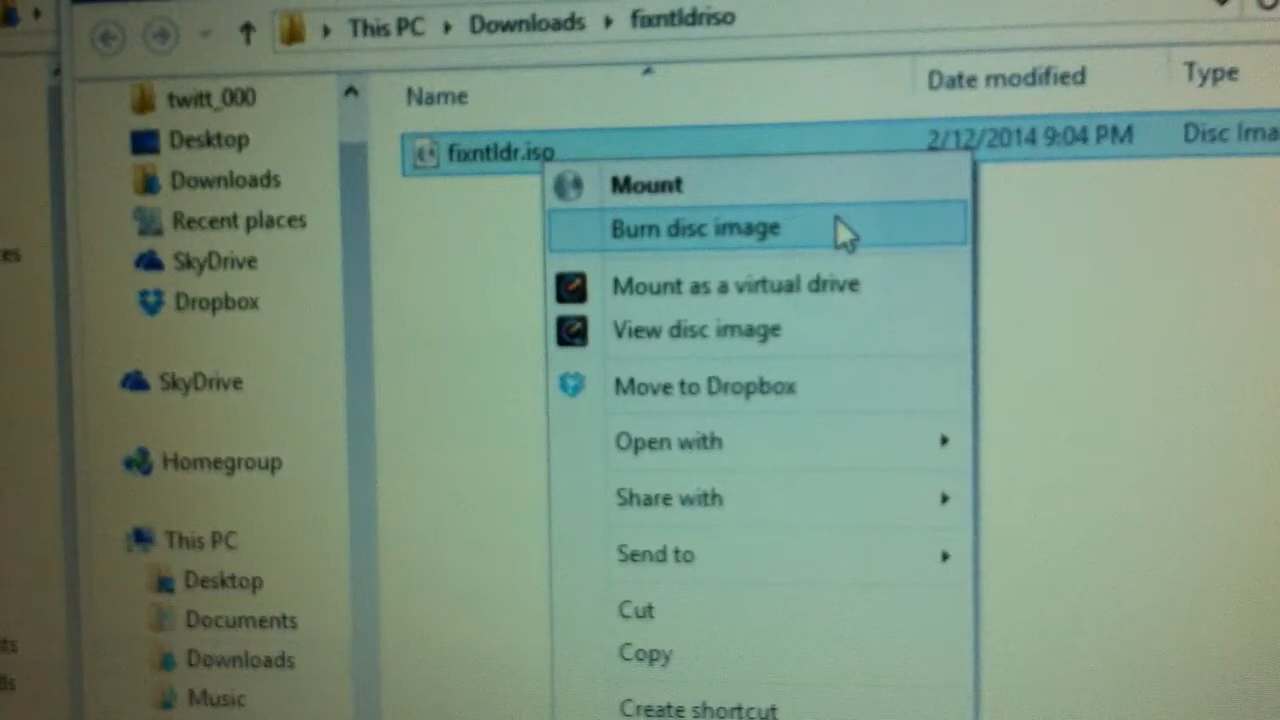 This PC Downloads fixntldriso
Name Date modified Type
twitt_000
Desktop
Downloads
Recent places
SkyDrive
Dropbox
SkyDrive
Homegroup
This PC
Desktop
Documents
Downloads
Music
fixntldr.iso 2/12/2014 9:04 PM Disc Ima
Mount
Burn disc image
Mount as a virtual drive
View disc image
Move to Dropbox
Open with
Share with
Send to
Cut
Copy
Create shortcut